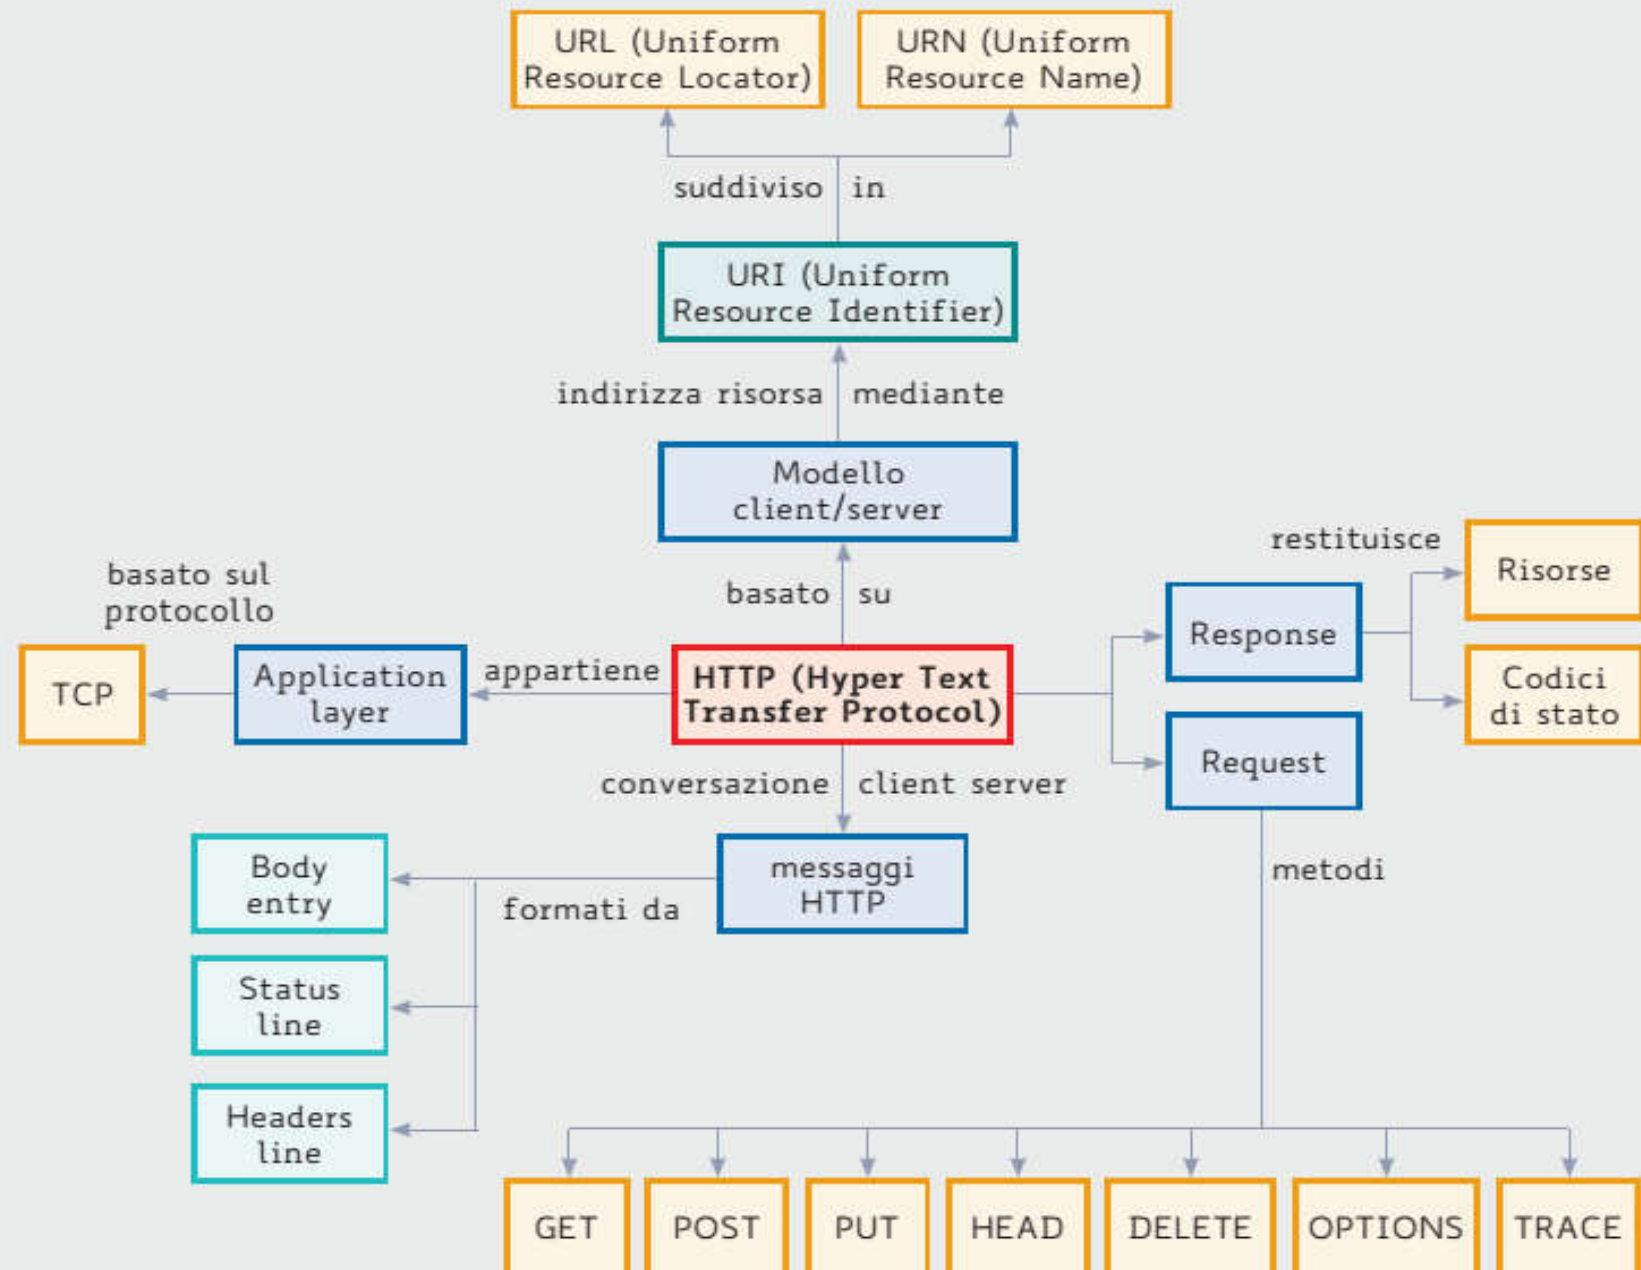 URL (Uniform
Resource Locator)
URN (Uniform
Resource Name)
suddiviso in
URI (Uniform
Resource Identifier)
indirizza risorsa mediante
Modello
client/server
basato su
restituisce
Risorse
Response
Codici
di stato
basato sul
protocollo
TCP
Application
layer
appartiene
HTTP (Hyper Text
Transfer Protocol)
Request
conversazione client server
metodi
messaggi
HTTP
formati da
Body
entry
Status
line
Headers
line
GET
POST
PUT
HEAD
DELETE
OPTIONS
TRACE